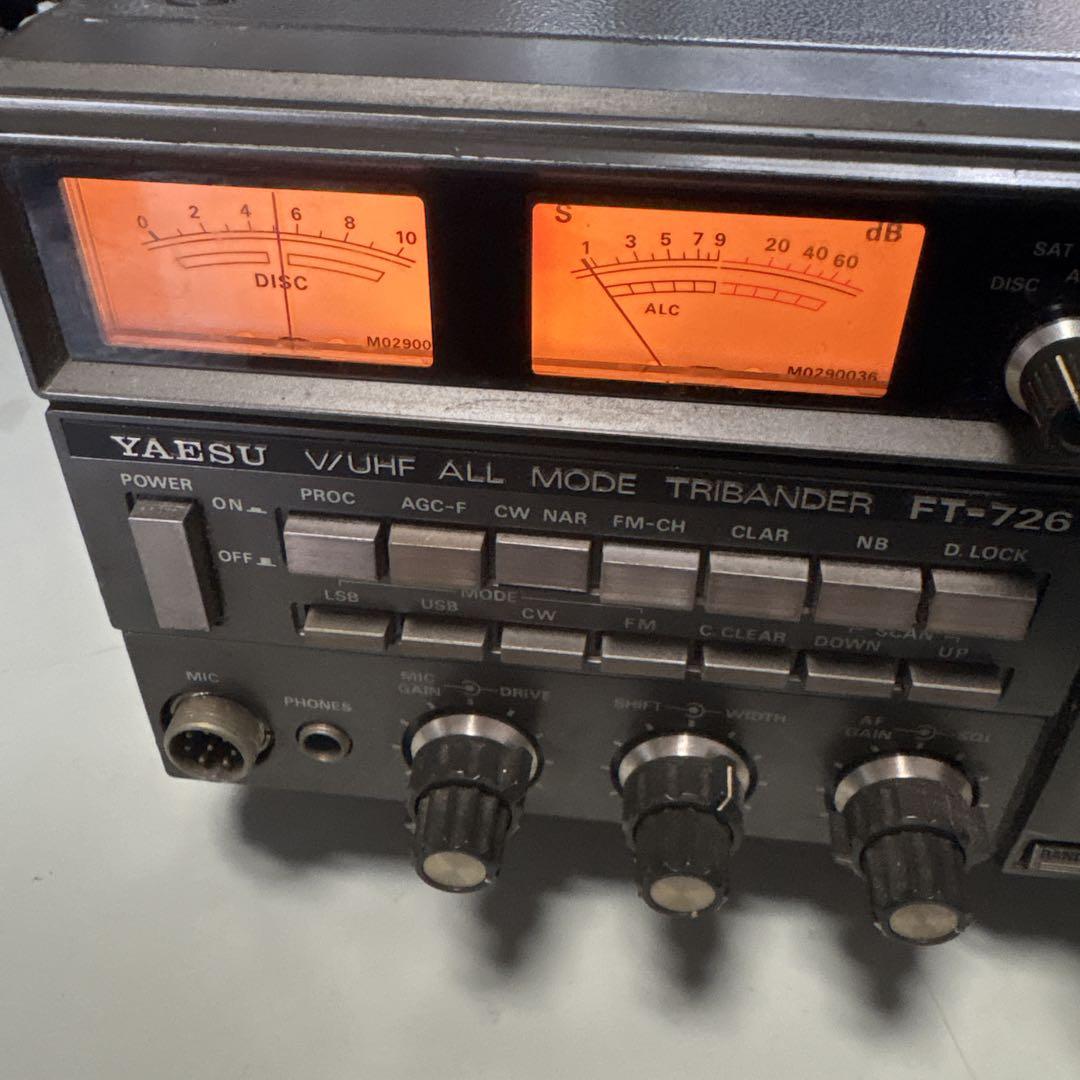 0 2 4 6 8 10
DISC
M02900
S dB
1 3 5 7 9 20 40 60
ALC
M0290036
SAT
DISC
YAESU V/UHF ALL MODE TRIBANDER FT-726
POWER
ON
OFF
PROC AGC-F CW NAR FM-CH CLAR NB D.LOCK
MODE
SCAN
LSB USB CW FM C.CLEAR DOWN UP
MIC
PHONES
MIC GAIN DRIVE
SHIFT WIDTH
AF GAIN SQL